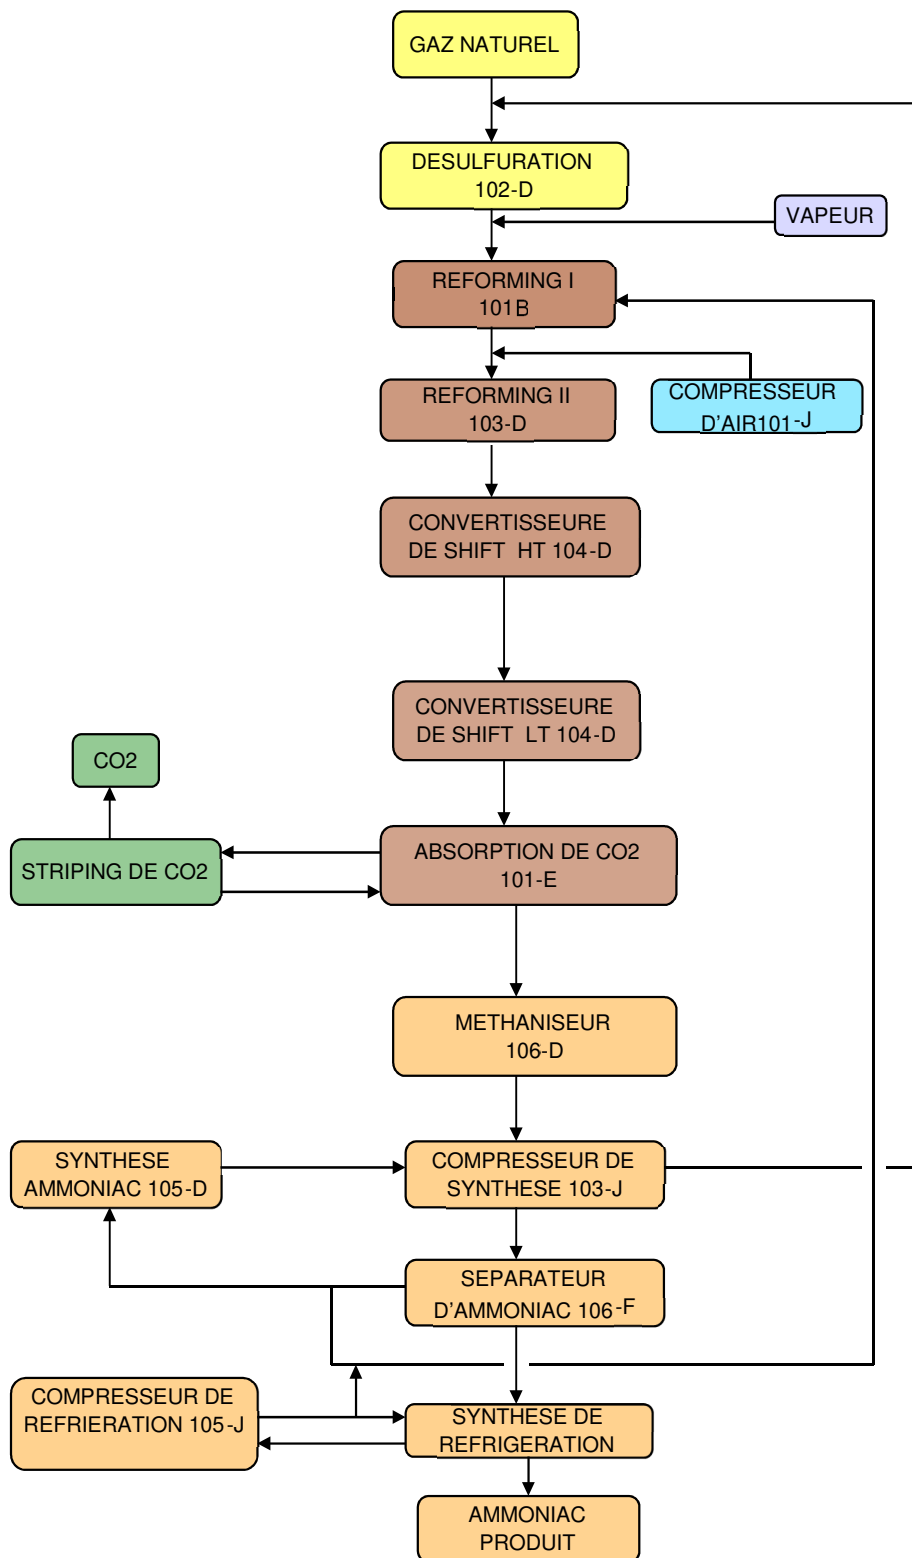 GAZ NATUREL
DESULFURATION
102-D
VAPEUR
REFORMING I
101B
REFORMING II
103-D
COMPRESSEUR
D'AIR101-J
CONVERTISSEURE
DE SHIFT HT 104-D
CONVERTISSEURE
DE SHIFT LT 104-D
CO2
STRIPING DE CO2
ABSORPTION DE CO2
101-E
METHANISEUR
106-D
SYNTHESE
AMMONIAC 105-D
COMPRESSEUR DE
SYNTHESE 103-J
SEPARATEUR
D'AMMONIAC 106-F
COMPRESSEUR DE
REFRIERATION 105-J
SYNTHESE DE
REFRIGERATION
AMMONIAC
PRODUIT